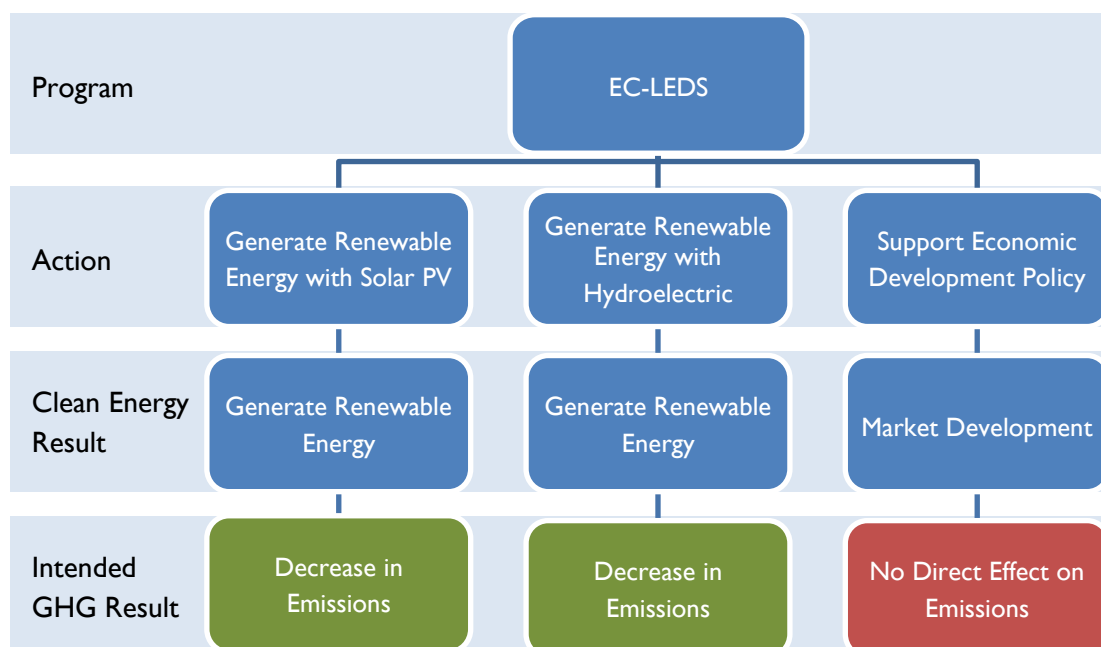 Program
EC-LEDS
Action
Generate Renewable
Energy with Solar PV
Generate Renewable
Energy with
Hydroelectric
Support Economic
Development Policy
Clean Energy
Result
Generate Renewable
Energy
Generate Renewable
Energy
Market Development
Intended
GHG Result
Decrease in
Emissions
Decrease in
Emissions
No Direct Effect on
Emissions